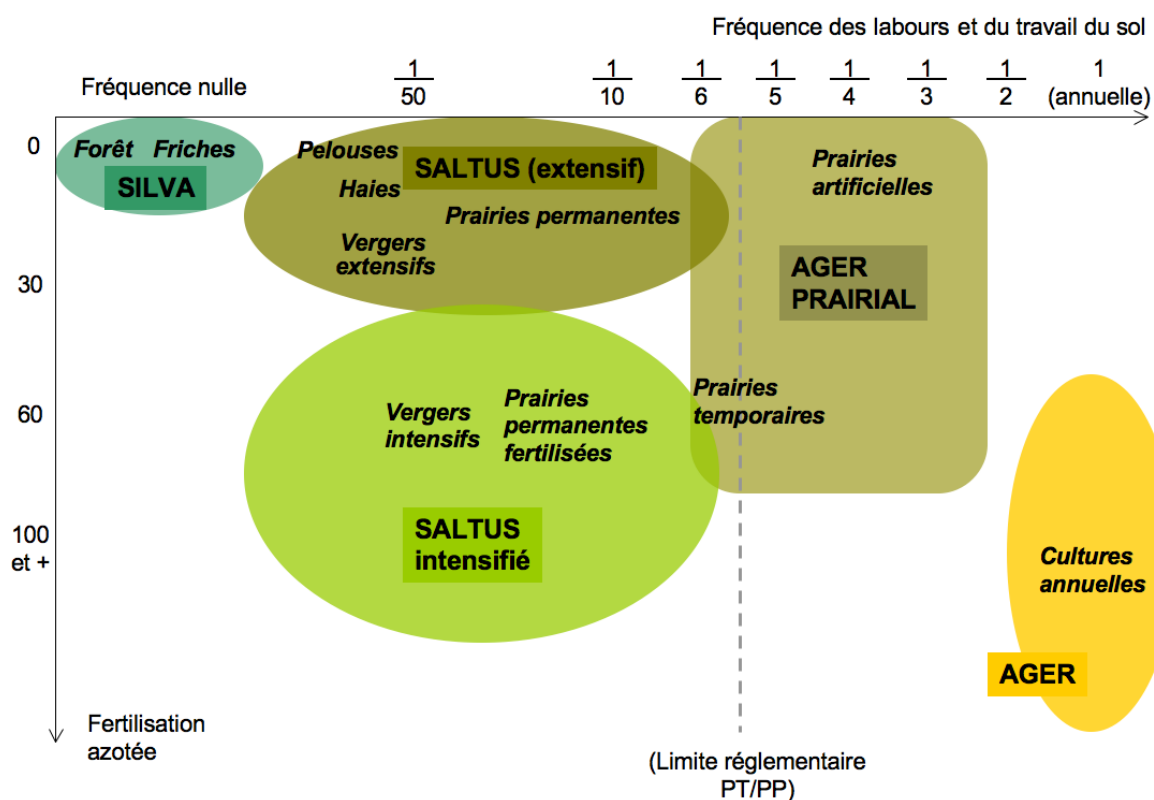 Fréquence des labours et du travail du sol
Fréquence nulle
1/50
1/10
1/6
1/5
1/4
1/3
1/2
1
(annuelle)
0
30
60
100
et +
Forêt Friches
SILVA
Pelouses
SALTUS (extensif)
Haies
Prairies permanentes
Vergers
extensifs
Prairies
artificielles
AGER
PRAIRIAL
Vergers
intensifs
Prairies
permanentes
fertilisées
Prairies
temporaires
SALTUS
intensifié
Cultures
annuelles
AGER
Fertilisation
azotée
(Limite réglementaire
PT/PP)